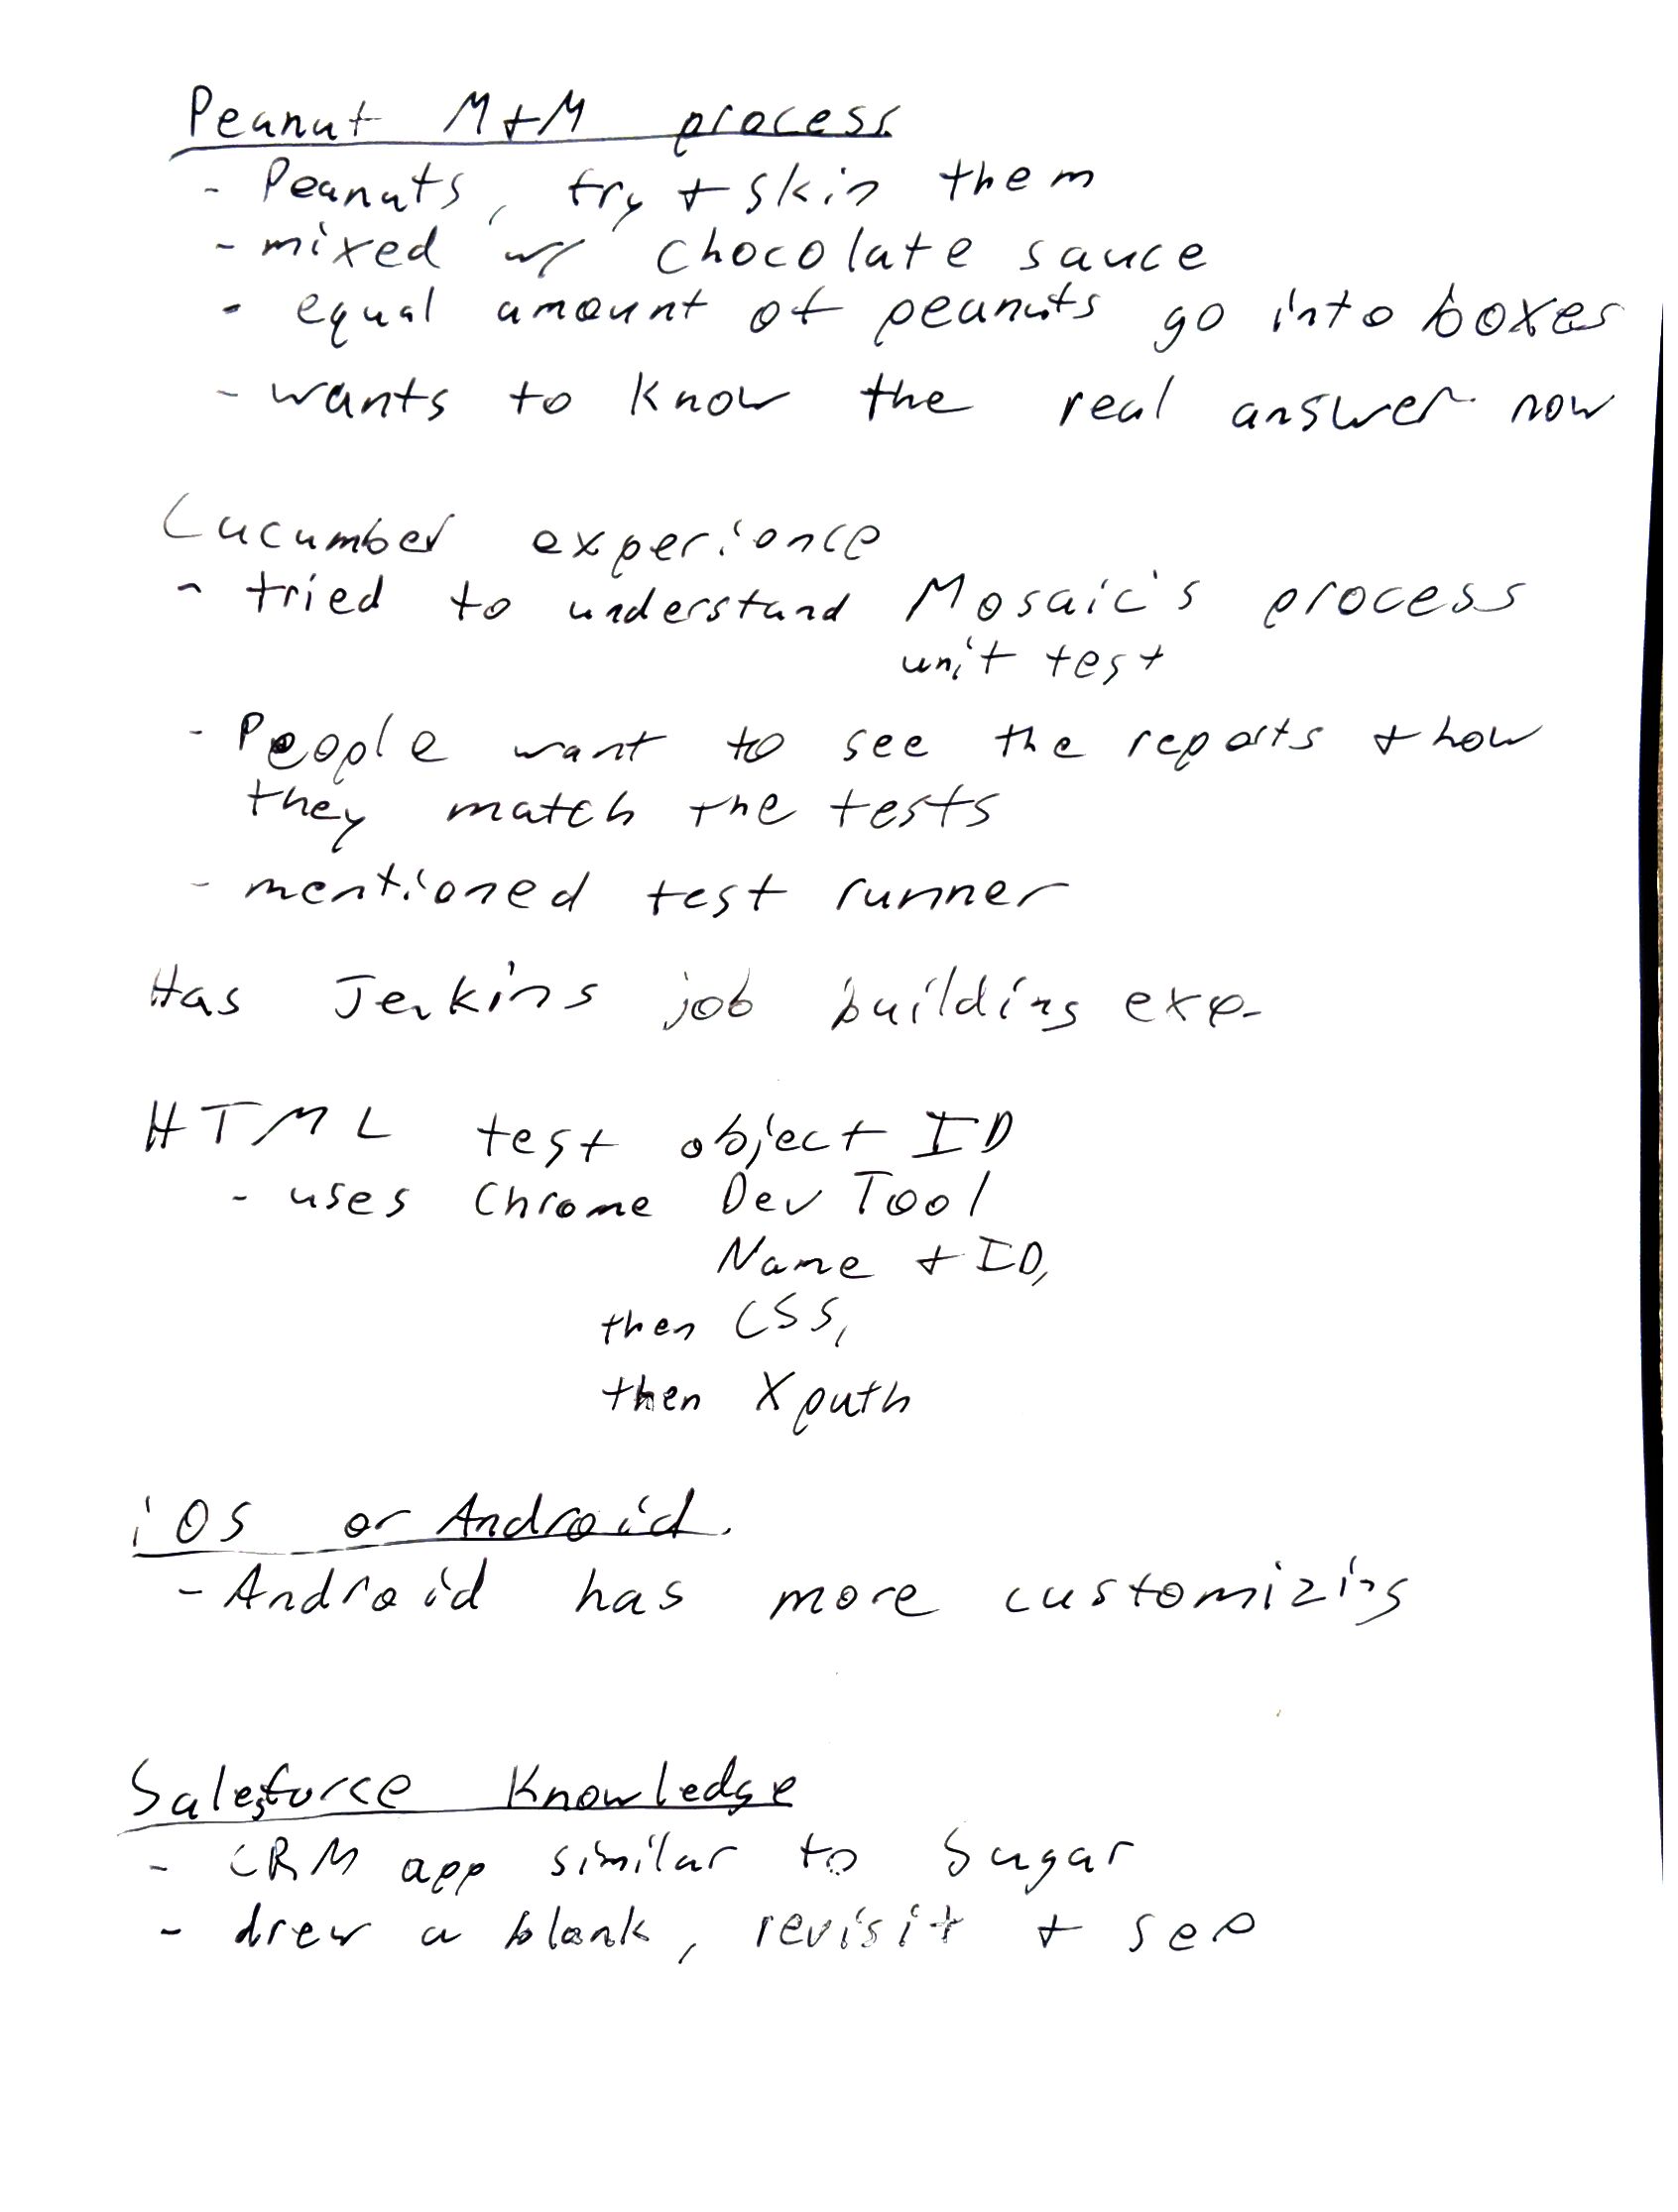 Peanut M+M process
- Peanuts, try + skin them
- mixed w/ chocolate sauce
- equal amount of peanuts go into boxes
- wants to know the real answer now
Cucumber experience
- tried to understand Mosaic's process
unit test
- People want to see the reports + how
they match the tests
- mentioned test runner
Has Jenkins job building exp.
HTML test object ID
- uses Chrome Dev Tool
Name + ID,
then CSS,
then Xpath
iOS or Android.
- Android has more customizing
Salesforce Knowledge
- CRM app similar to Sugar
- drew a blank, revisit + see